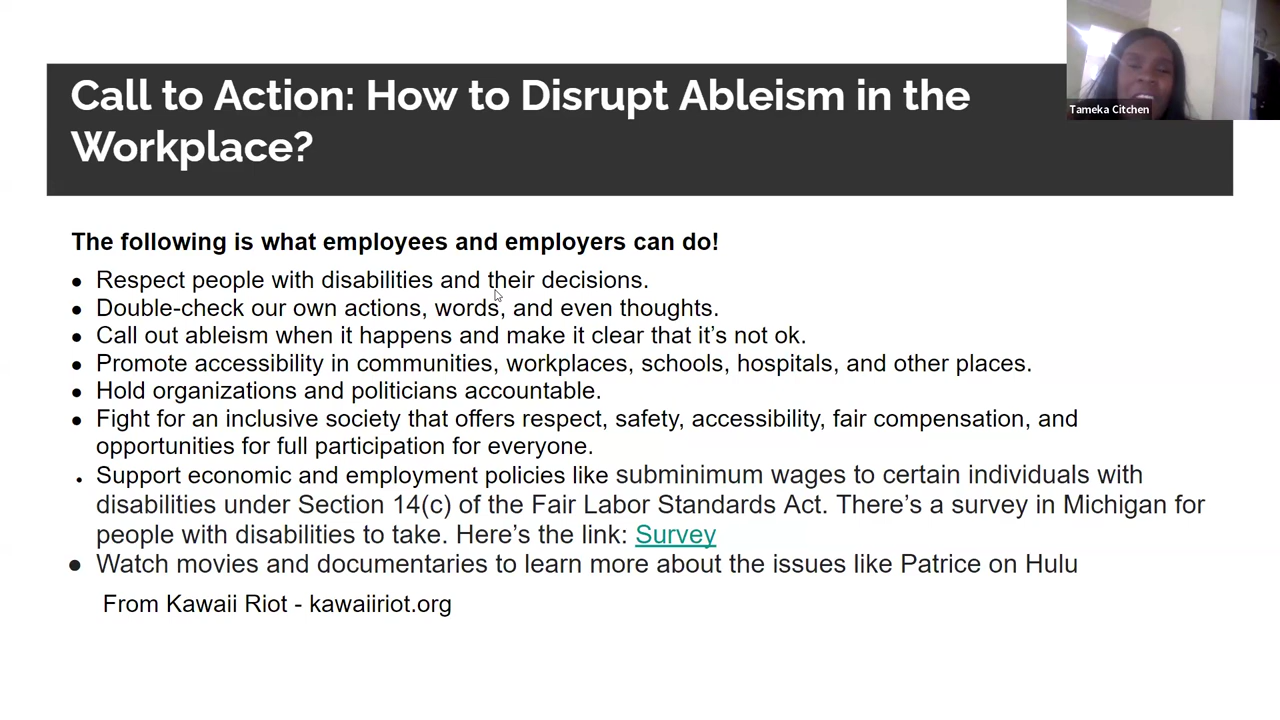 Call to Action: How to Disrupt Ableism in the
Workplace?
Tameka Citchen
The following is what employees and employers can do!
● Respect people with disabilities and their decisions.
● Double-check our own actions, words, and even thoughts.
● Call out ableism when it happens and make it clear that it’s not ok.
● Promote accessibility in communities, workplaces, schools, hospitals, and other places.
● Hold organizations and politicians accountable.
● Fight for an inclusive society that offers respect, safety, accessibility, fair compensation, and
opportunities for full participation for everyone.
• Support economic and employment policies like subminimum wages to certain individuals with
disabilities under Section 14(c) of the Fair Labor Standards Act. There’s a survey in Michigan for
people with disabilities to take. Here’s the link: Survey
● Watch movies and documentaries to learn more about the issues like Patrice on Hulu
From Kawaii Riot - kawaiiriot.org